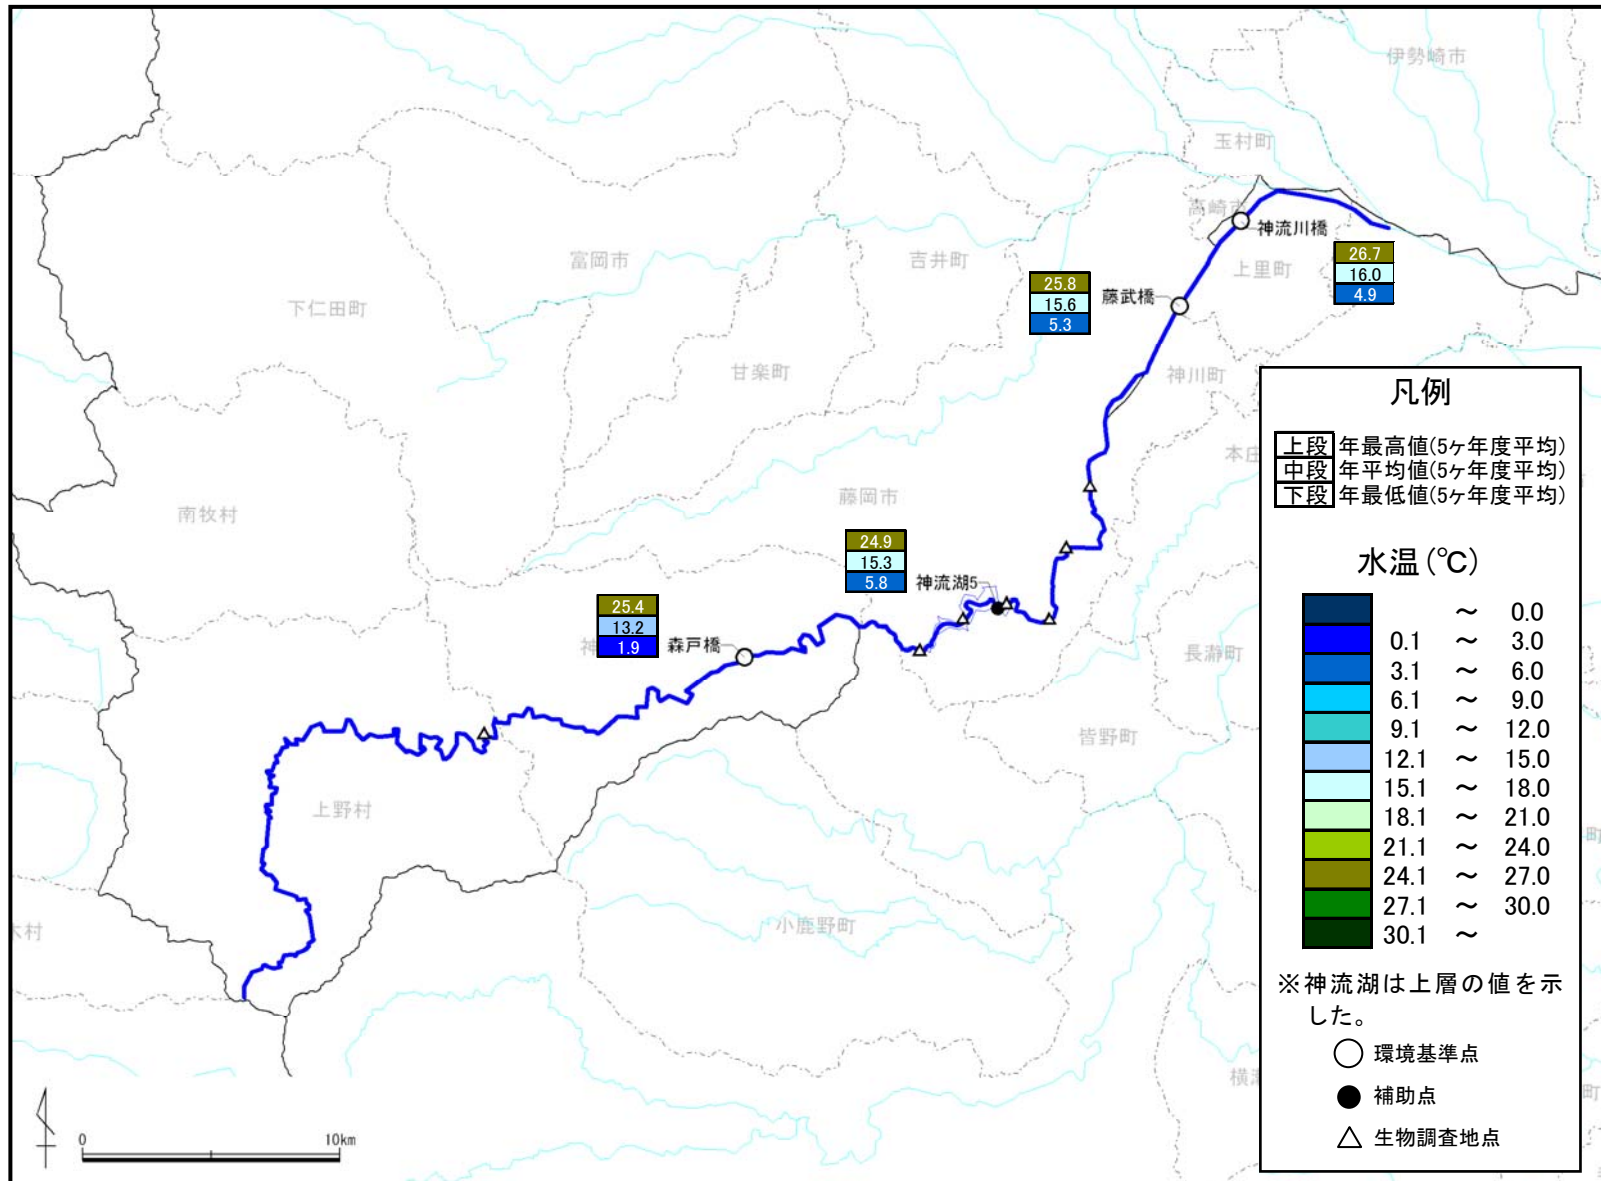 伊勢崎市
玉村町
高崎市
神流川橋
26.7
16.0
4.9
富岡市
吉井町
上里町
25.8
15.6
5.3
藤武橋
下仁田町
甘楽町
神川町
凡例
上段 年最高値(5ヶ年度平均)
中段 年平均値(5ヶ年度平均)
下段 年最低値(5ヶ年度平均)
本庄
藤岡市
南牧村
水温(℃)
～ 0.0
0.1 ～ 3.0
3.1 ～ 6.0
6.1 ～ 9.0
9.1 ～ 12.0
12.1 ～ 15.0
15.1 ～ 18.0
18.1 ～ 21.0
21.1 ～ 24.0
24.1 ～ 27.0
27.1 ～ 30.0
30.1 ～
24.9
15.3
5.8
神流湖5
25.4
13.2
1.9
神
森戸橋
長瀞町
皆野町
上野村
町
小鹿野町
村
※神流湖は上層の値を示
した。
環境基準点
横
補助点
町
生物調査地点
0 10km